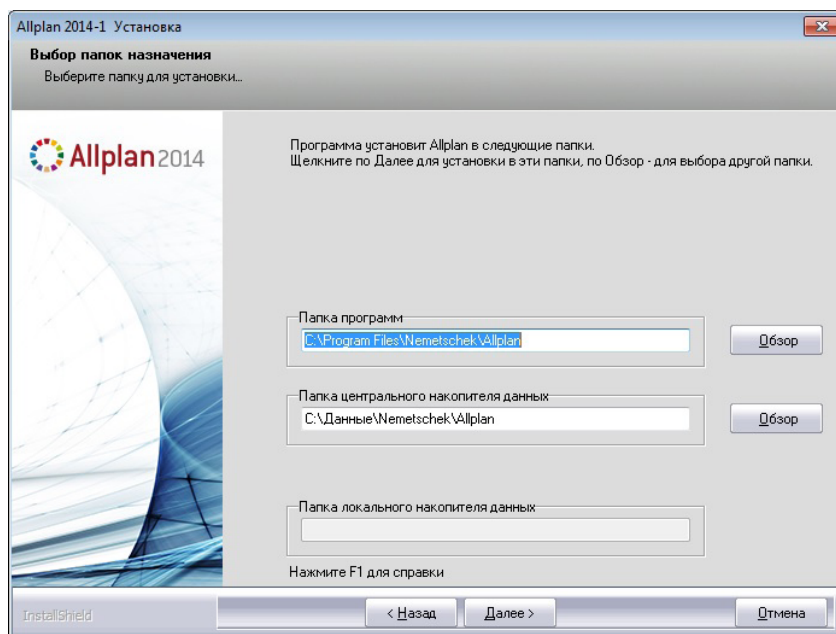 Allplan 2014-1 Установка
Выбор папок назначения
Выберите папку для установки...
Allplan 2014
Программа установит Allplan в следующие папки.
Щелкните по Далее для установки в эти папки, по Обзор - для выбора другой папки.
Папка программ
C:\Program Files\Nemetschek\Allplan
Обзор
Папка центрального накопителя данных
C:\Данные\Nemetschek\Allplan
Обзор
Папка локального накопителя данных
Нажмите F1 для справки
InstallShield
< Назад
Далее >
Отмена